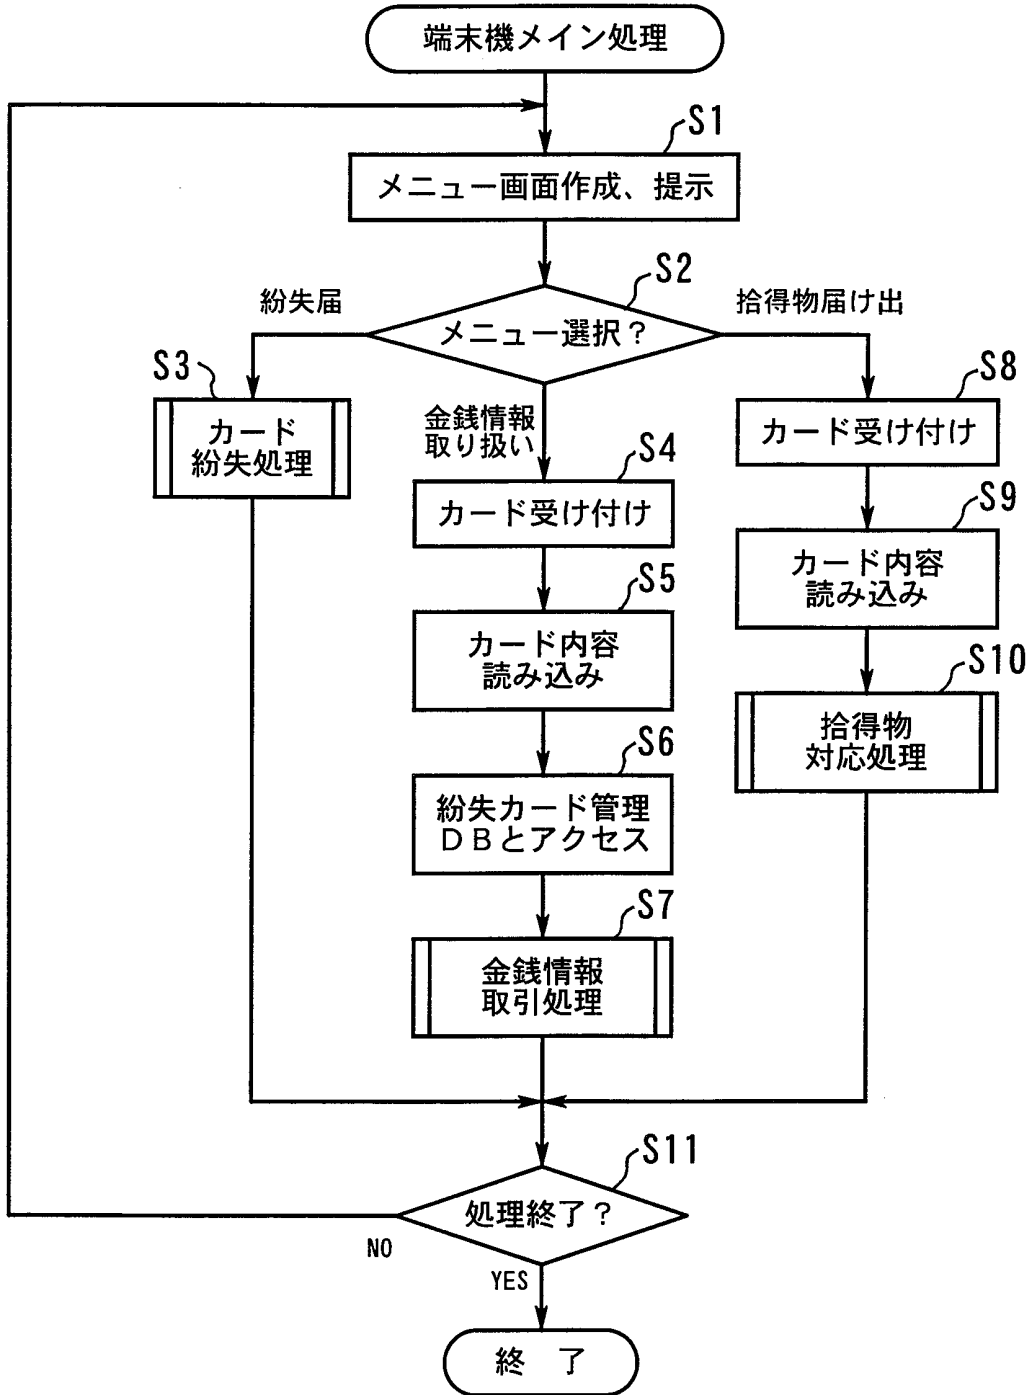 端末機メイン処理
S1
メニュー画面作成、提示
S2
メニュー選択？
紛失届
拾得物届け出
金銭情報
取り扱い
S3
カード
紛失処理
S4
カード受け付け
S5
カード内容
読み込み
S6
紛失カード管理
ＤＢとアクセス
S7
金銭情報
取引処理
S8
カード受け付け
S9
カード内容
読み込み
S10
拾得物
対応処理
S11
処理終了？
NO
YES
終　了